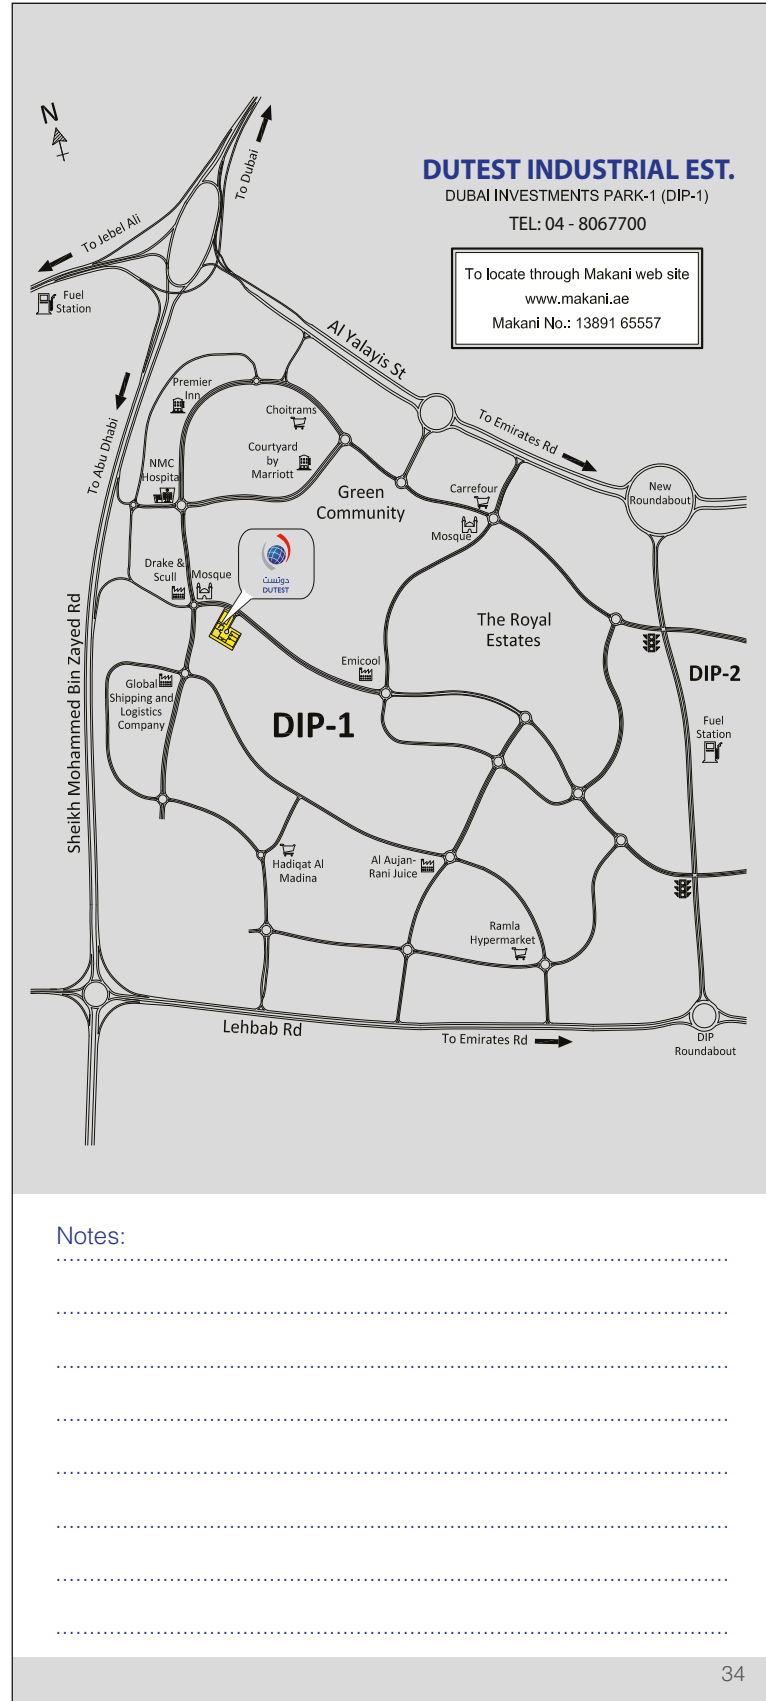 N
To Dubai
DUTEST INDUSTRIAL EST.
DUBAI INVESTMENTS PARK-1 (DIP-1)
TEL: 04 - 8067700
To locate through Makani web site
www.makani.ae
Makani No.: 13891 65557
To Jebel Ali
Fuel
Station
Al Yalayis St
Premier
Inn
Choitrams
To Emirates Rd
To Abu Dhabi
Courtyard
by
Marriott
NMC
Hospital
Green
Community
Carrefour
Mosque
New
Roundabout
Drake &
Scull
Mosque
دوتست
DUTEST
The Royal
Estates
Sheikh Mohammed Bin Zayed Rd
Emicool
DIP-2
Global
Shipping and
Logistics
Company
DIP-1
Fuel
Station
Hadiqat Al
Madina
Al Aujan-
Rani Juice
Ramla
Hypermarket
Lehbab Rd
To Emirates Rd
DIP
Roundabout
Notes:
34